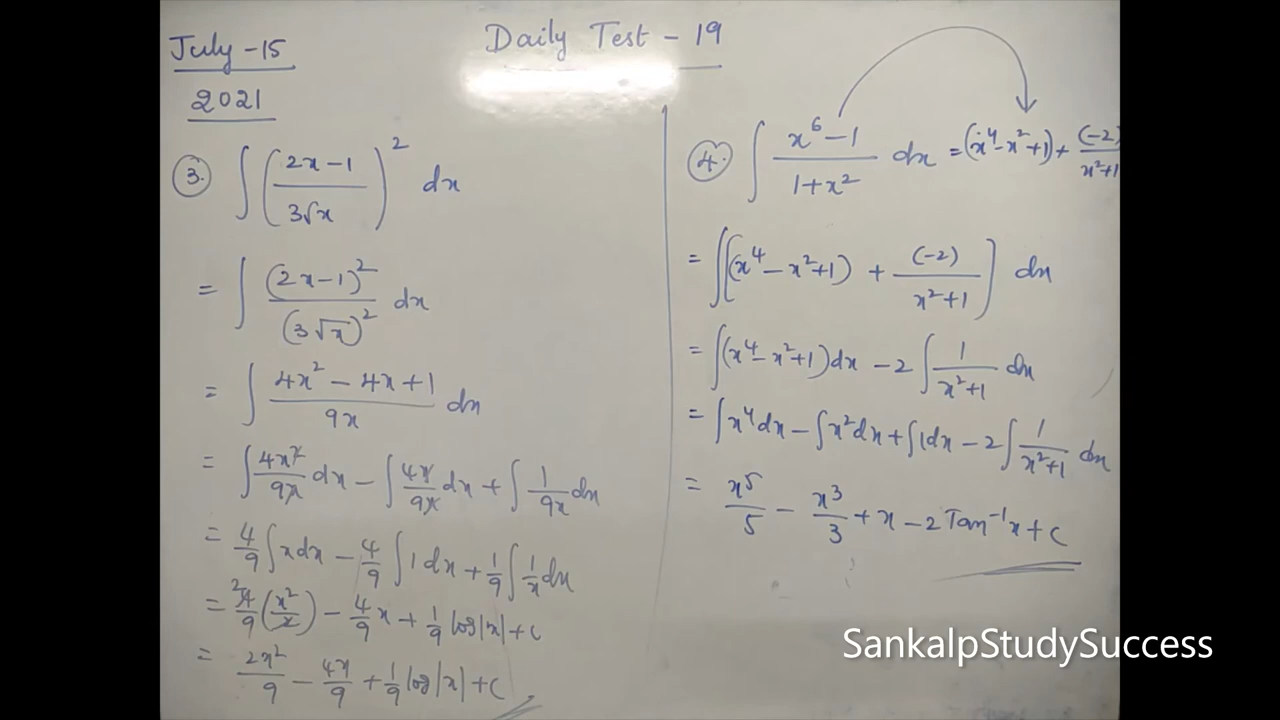 July-15
2021
Daily Test - 19
3. ∫ ( (2x-1) / (3√x) )² dx
= ∫ (2x-1)² / (3√x)² dx
= ∫ (4x² - 4x + 1) / 9x dx
= ∫ 4x²/9x dx - ∫ 4x/9x dx + ∫ 1/9x dx
= 4/9 ∫ x dx - 4/9 ∫ 1 dx + 1/9 ∫ 1/x dx
= 2 4/9 (x²/2) - 4/9 x + 1/9 log|x| + c
= 2x²/9 - 4x/9 + 1/9 log|x| + c
4. ∫ (x⁶ - 1) / (1 + x²) dx = (x⁴ - x² + 1) + (-2) / (x² + 1)
= ∫ [ (x⁴ - x² + 1) + (-2) / (x² + 1) ] dx
= ∫ (x⁴ - x² + 1) dx - 2 ∫ 1 / (x² + 1) dx
= ∫ x⁴ dx - ∫ x² dx + ∫ 1 dx - 2 ∫ 1 / (x² + 1) dx
= x⁵/5 - x³/3 + x - 2 Tan⁻¹ x + c
SankalpStudySuccess